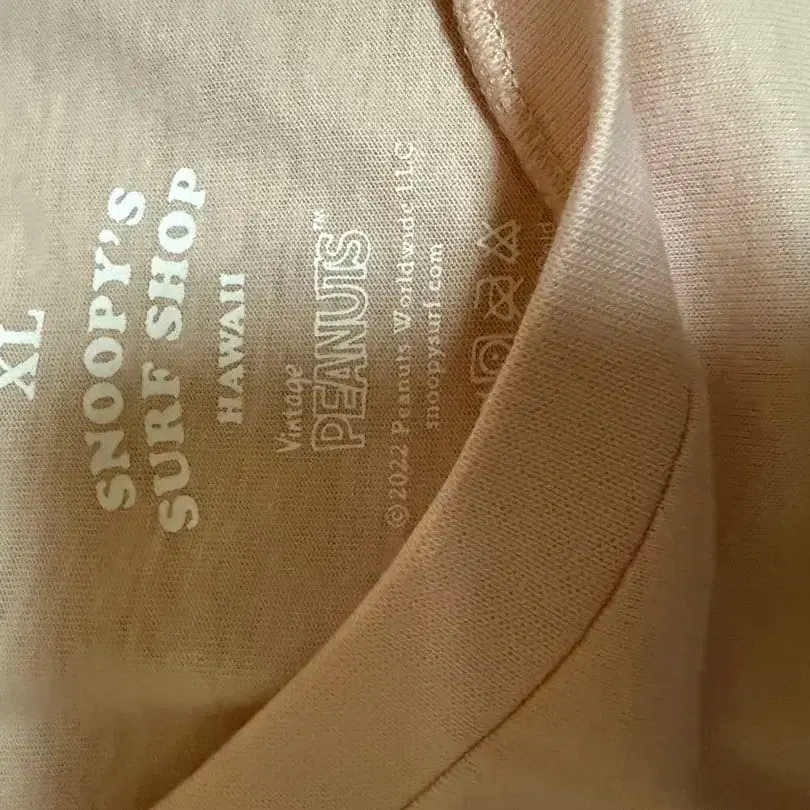 XL
SNOOPY'S
SURF SHOP
HAWAII
Vintage
PEANUTS™
©2022 Peanuts Worldwide LLC
snoopysurf.com